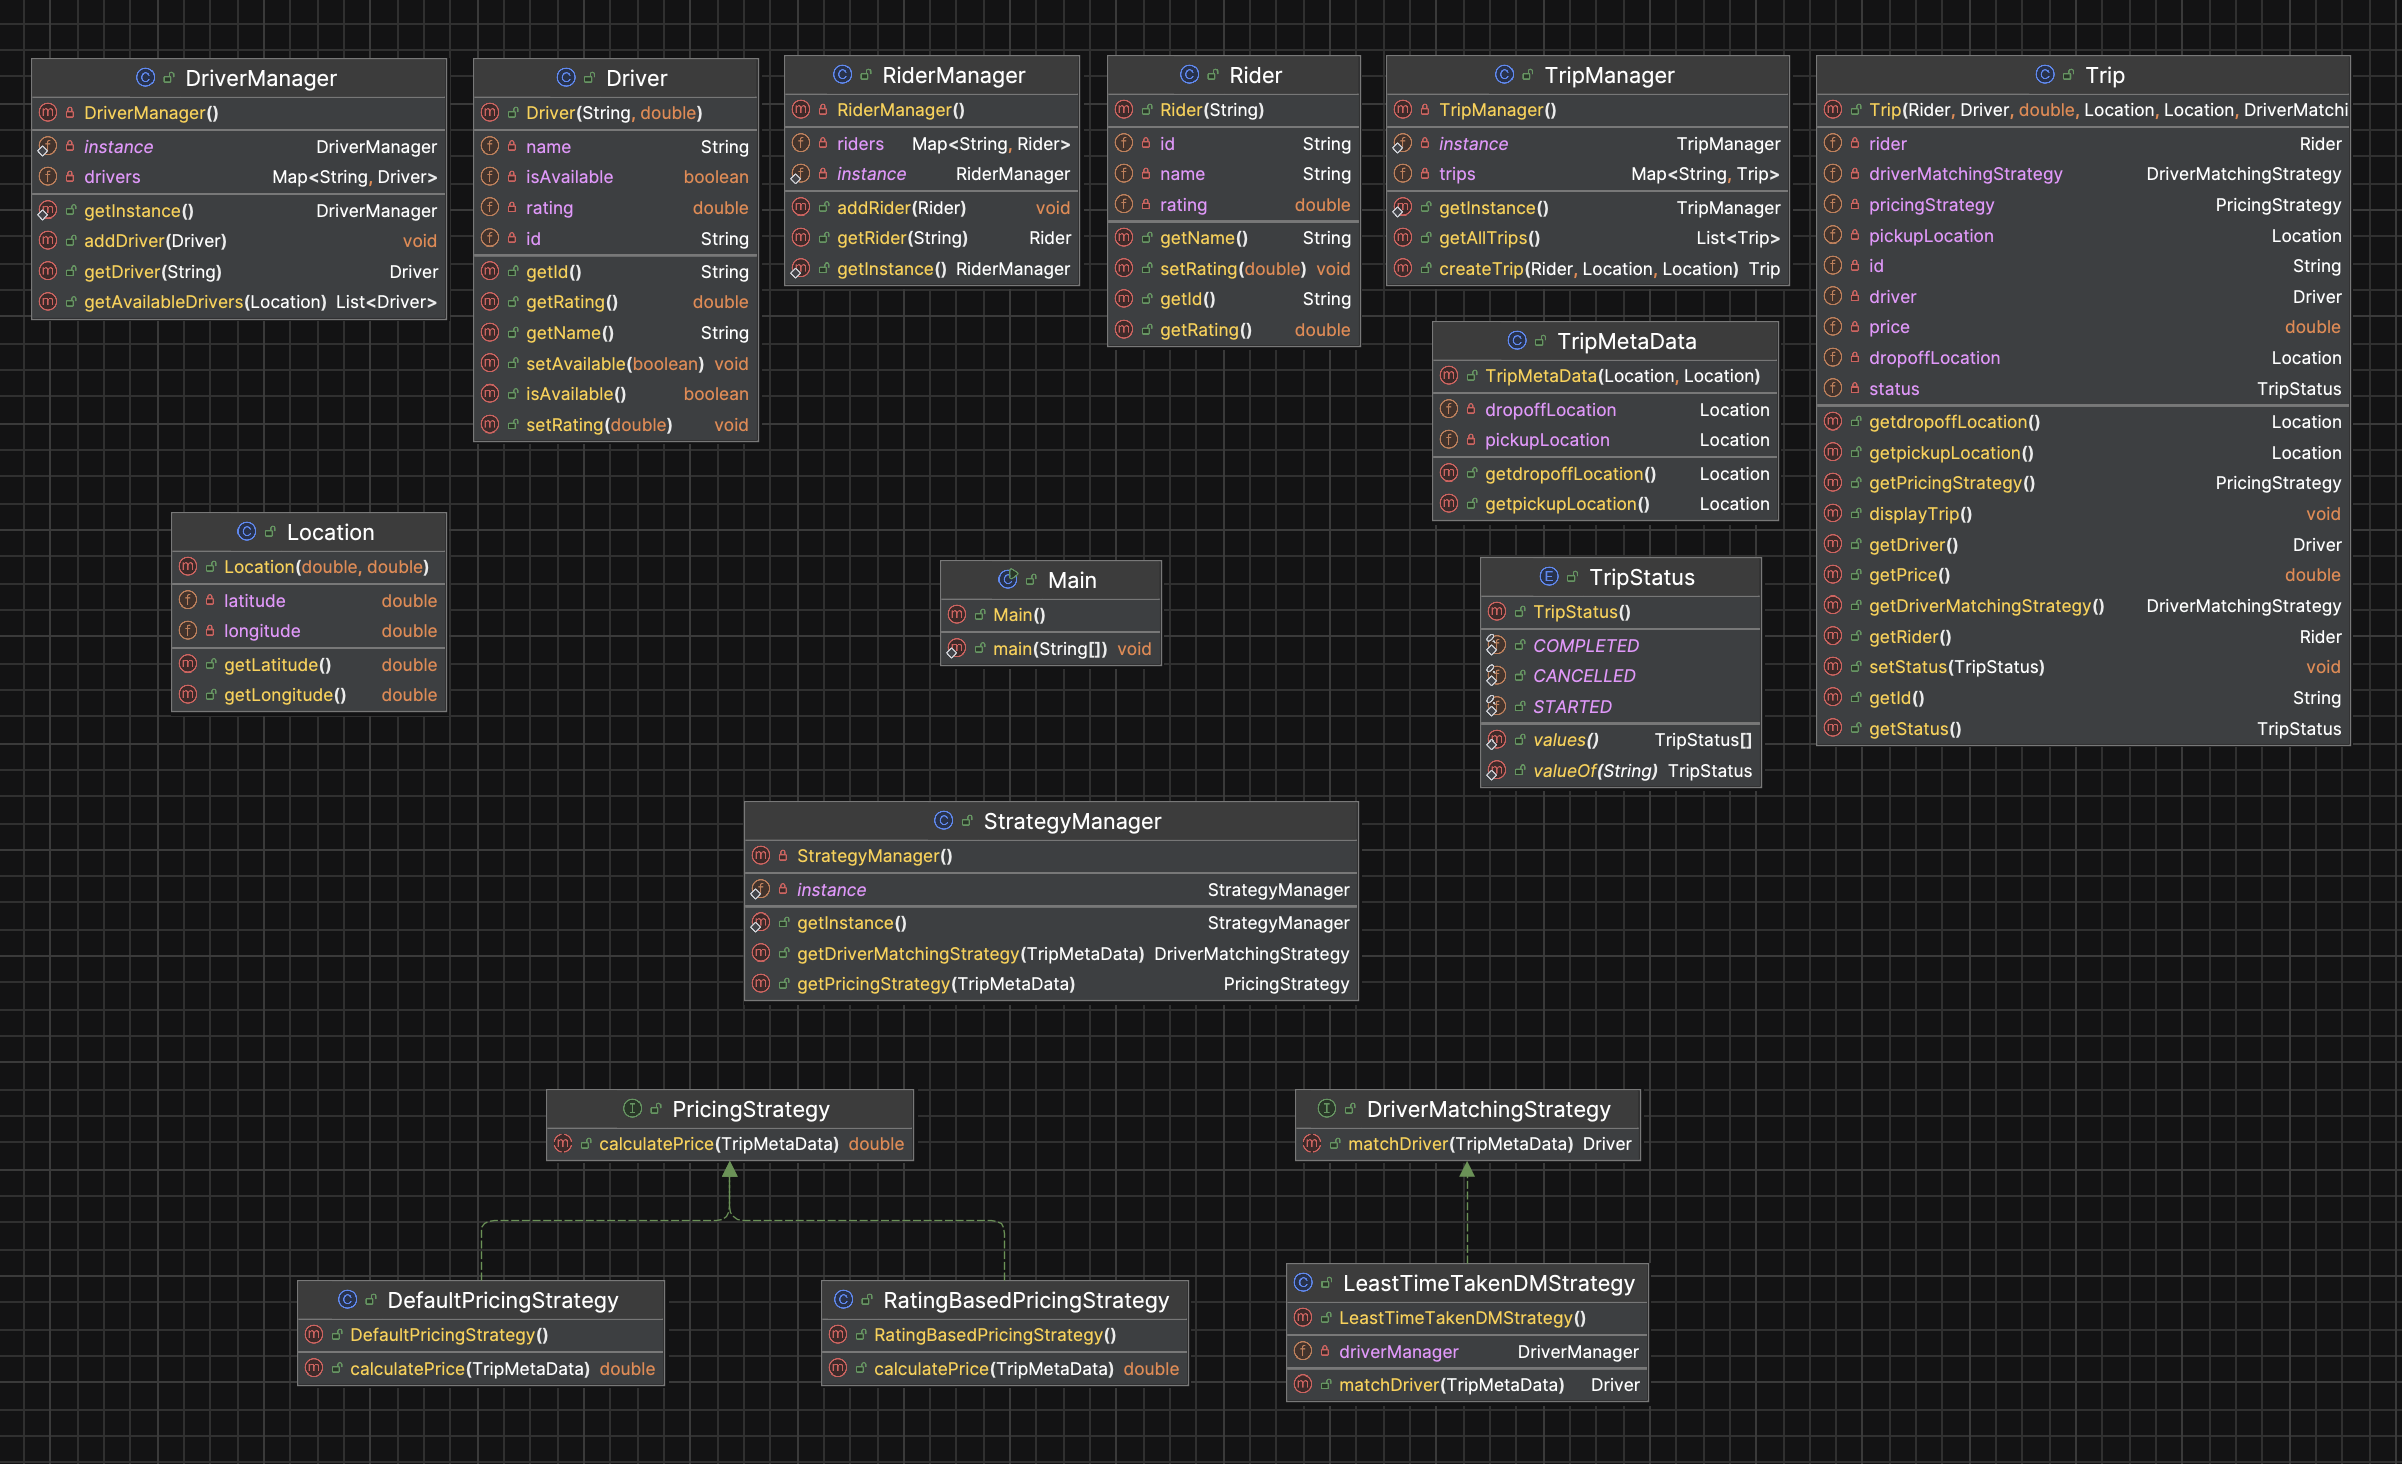 DriverManager
DriverManager()
instance DriverManager
drivers Map<String, Driver>
getInstance() DriverManager
addDriver(Driver) void
getDriver(String) Driver
getAvailableDrivers(Location) List<Driver>
Driver
Driver(String, double)
name String
isAvailable boolean
rating double
id String
getId() String
getRating() double
getName() String
setAvailable(boolean) void
isAvailable() boolean
setRating(double) void
RiderManager
RiderManager()
riders Map<String, Rider>
instance RiderManager
addRider(Rider) void
getRider(String) Rider
getInstance() RiderManager
Rider
Rider(String)
id String
name String
rating double
getName() String
setRating(double) void
getId() String
getRating() double
TripManager
TripManager()
instance TripManager
trips Map<String, Trip>
getInstance() TripManager
getAllTrips() List<Trip>
createTrip(Rider, Location, Location) Trip
Trip
Trip(Rider, Driver, double, Location, Location, DriverMatchi
rider Rider
driverMatchingStrategy DriverMatchingStrategy
pricingStrategy PricingStrategy
pickupLocation Location
id String
driver Driver
price double
dropoffLocation Location
status TripStatus
getdropoffLocation() Location
getpickupLocation() Location
getPricingStrategy() PricingStrategy
displayTrip() void
getDriver() Driver
getPrice() double
getDriverMatchingStrategy() DriverMatchingStrategy
getRider() Rider
setStatus(TripStatus) void
getId() String
getStatus() TripStatus
TripMetaData
TripMetaData(Location, Location)
dropoffLocation Location
pickupLocation Location
getdropoffLocation() Location
getpickupLocation() Location
Location
Location(double, double)
latitude double
longitude double
getLatitude() double
getLongitude() double
Main
Main()
main(String[]) void
TripStatus
TripStatus()
COMPLETED
CANCELLED
STARTED
values() TripStatus[]
valueOf(String) TripStatus
StrategyManager
StrategyManager()
instance StrategyManager
getInstance() StrategyManager
getDriverMatchingStrategy(TripMetaData) DriverMatchingStrategy
getPricingStrategy(TripMetaData) PricingStrategy
PricingStrategy
calculatePrice(TripMetaData) double
DriverMatchingStrategy
matchDriver(TripMetaData) Driver
DefaultPricingStrategy
DefaultPricingStrategy()
calculatePrice(TripMetaData) double
RatingBasedPricingStrategy
RatingBasedPricingStrategy()
calculatePrice(TripMetaData) double
LeastTimeTakenDMStrategy
LeastTimeTakenDMStrategy()
driverManager DriverManager
matchDriver(TripMetaData) Driver